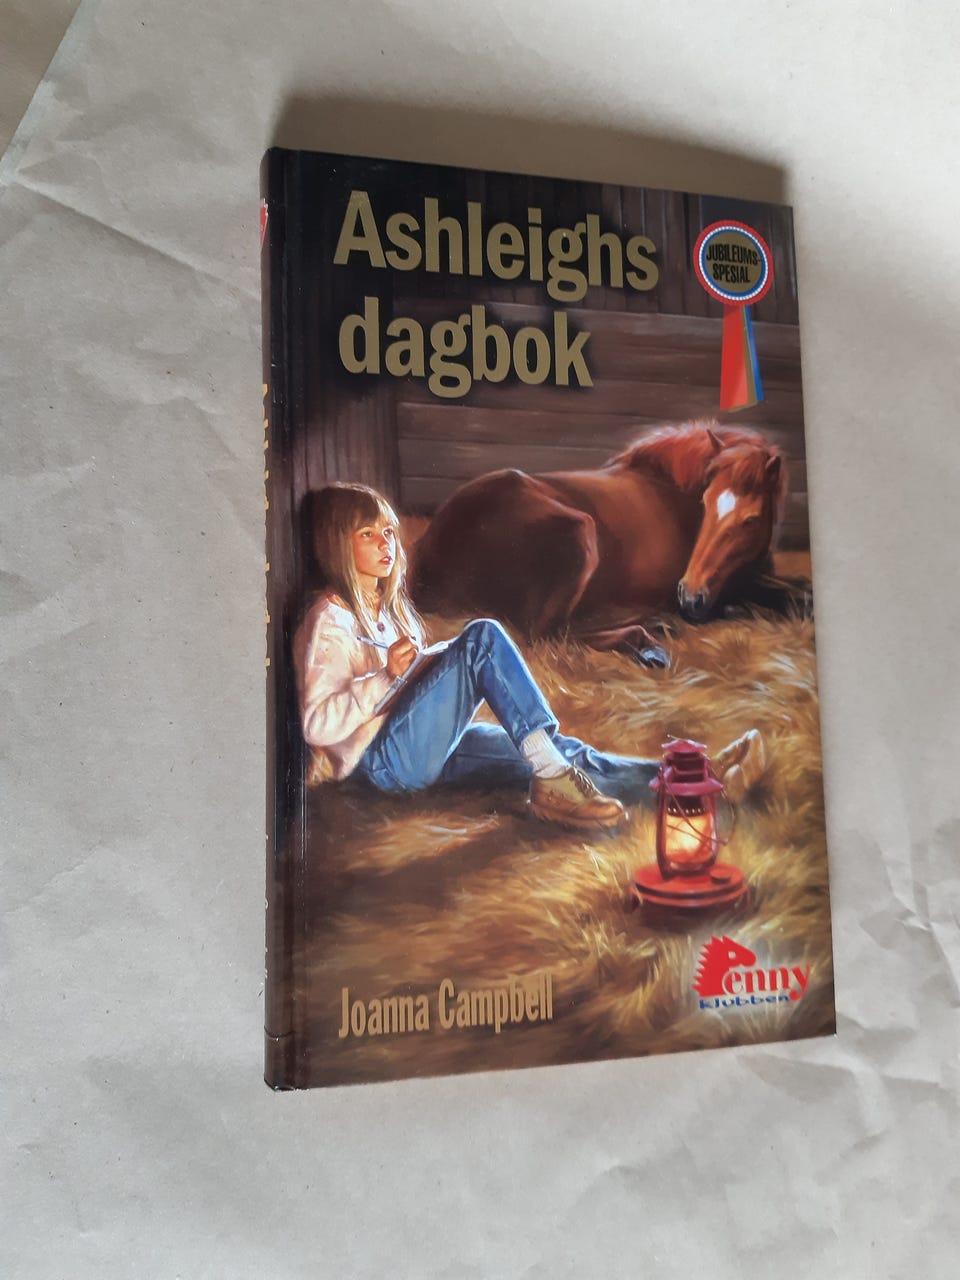 Ashleighs
dagbok
JUBILEUMS-
SPESIAL
Joanna Campbell
Penny
klubben